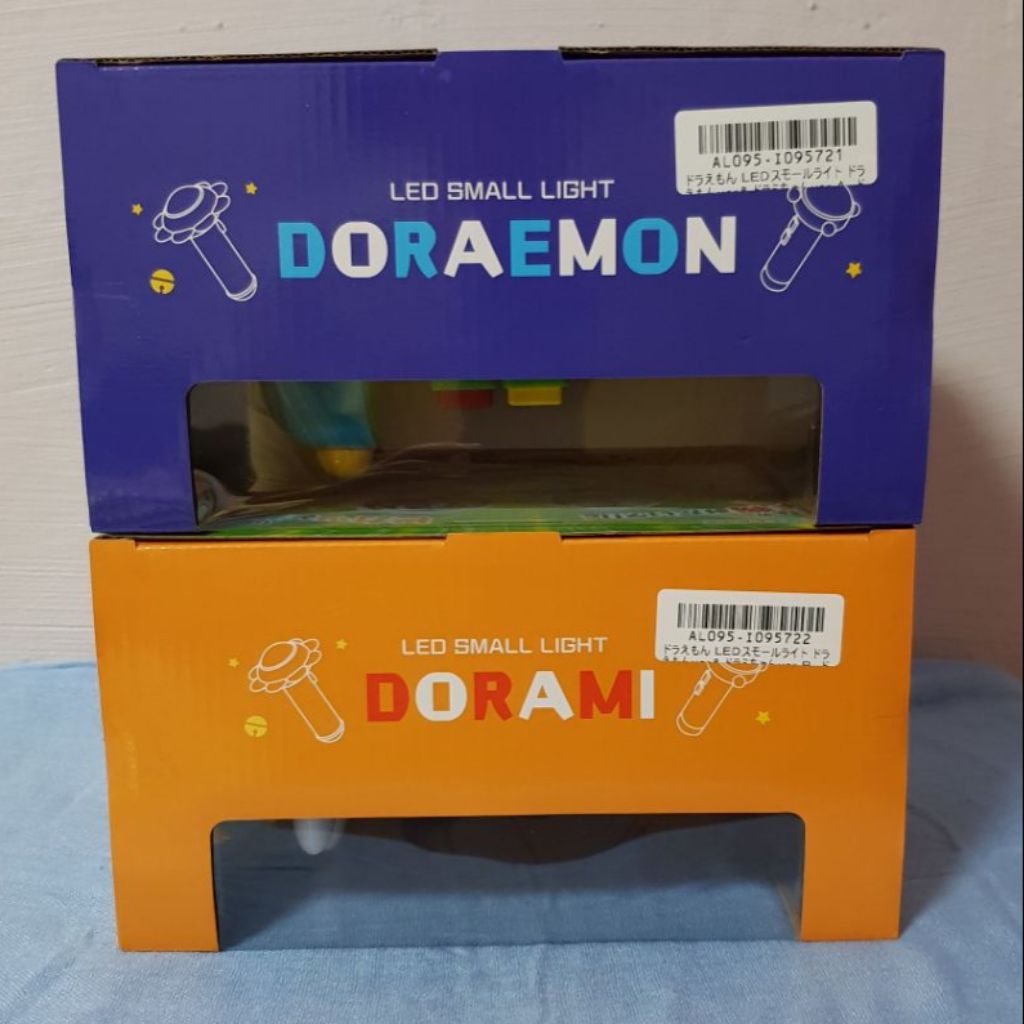 AL095-I095721
ドラえもん LEDスモールライト ドラ
LED SMALL LIGHT
DORAEMON
AL095-I095722
ドラえもん LEDスモールライト ドラ
LED SMALL LIGHT
DORAMI